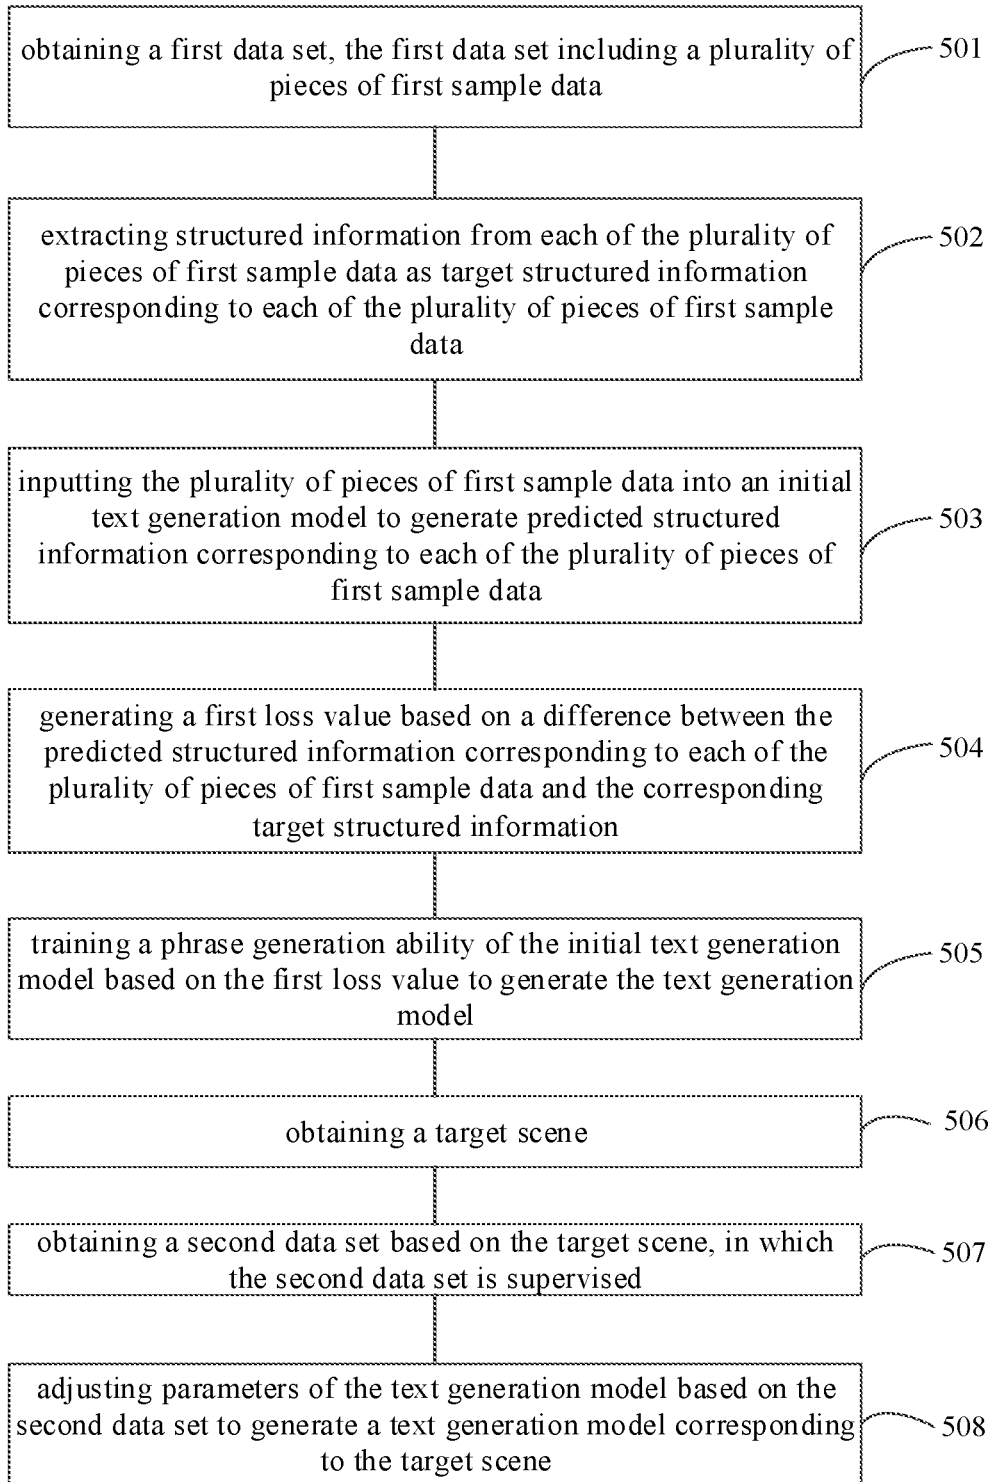 obtaining a first data set, the first data set including a plurality of
pieces of first sample data
501
extracting structured information from each of the plurality of
pieces of first sample data as target structured information
corresponding to each of the plurality of pieces of first sample
data
502
inputting the plurality of pieces of first sample data into an initial
text generation model to generate predicted structured
information corresponding to each of the plurality of pieces of
first sample data
503
generating a first loss value based on a difference between the
predicted structured information corresponding to each of the
plurality of pieces of first sample data and the corresponding
target structured information
504
training a phrase generation ability of the initial text generation
model based on the first loss value to generate the text generation
model
505
obtaining a target scene
506
obtaining a second data set based on the target scene, in which
the second data set is supervised
507
adjusting parameters of the text generation model based on the
second data set to generate a text generation model corresponding
to the target scene
508